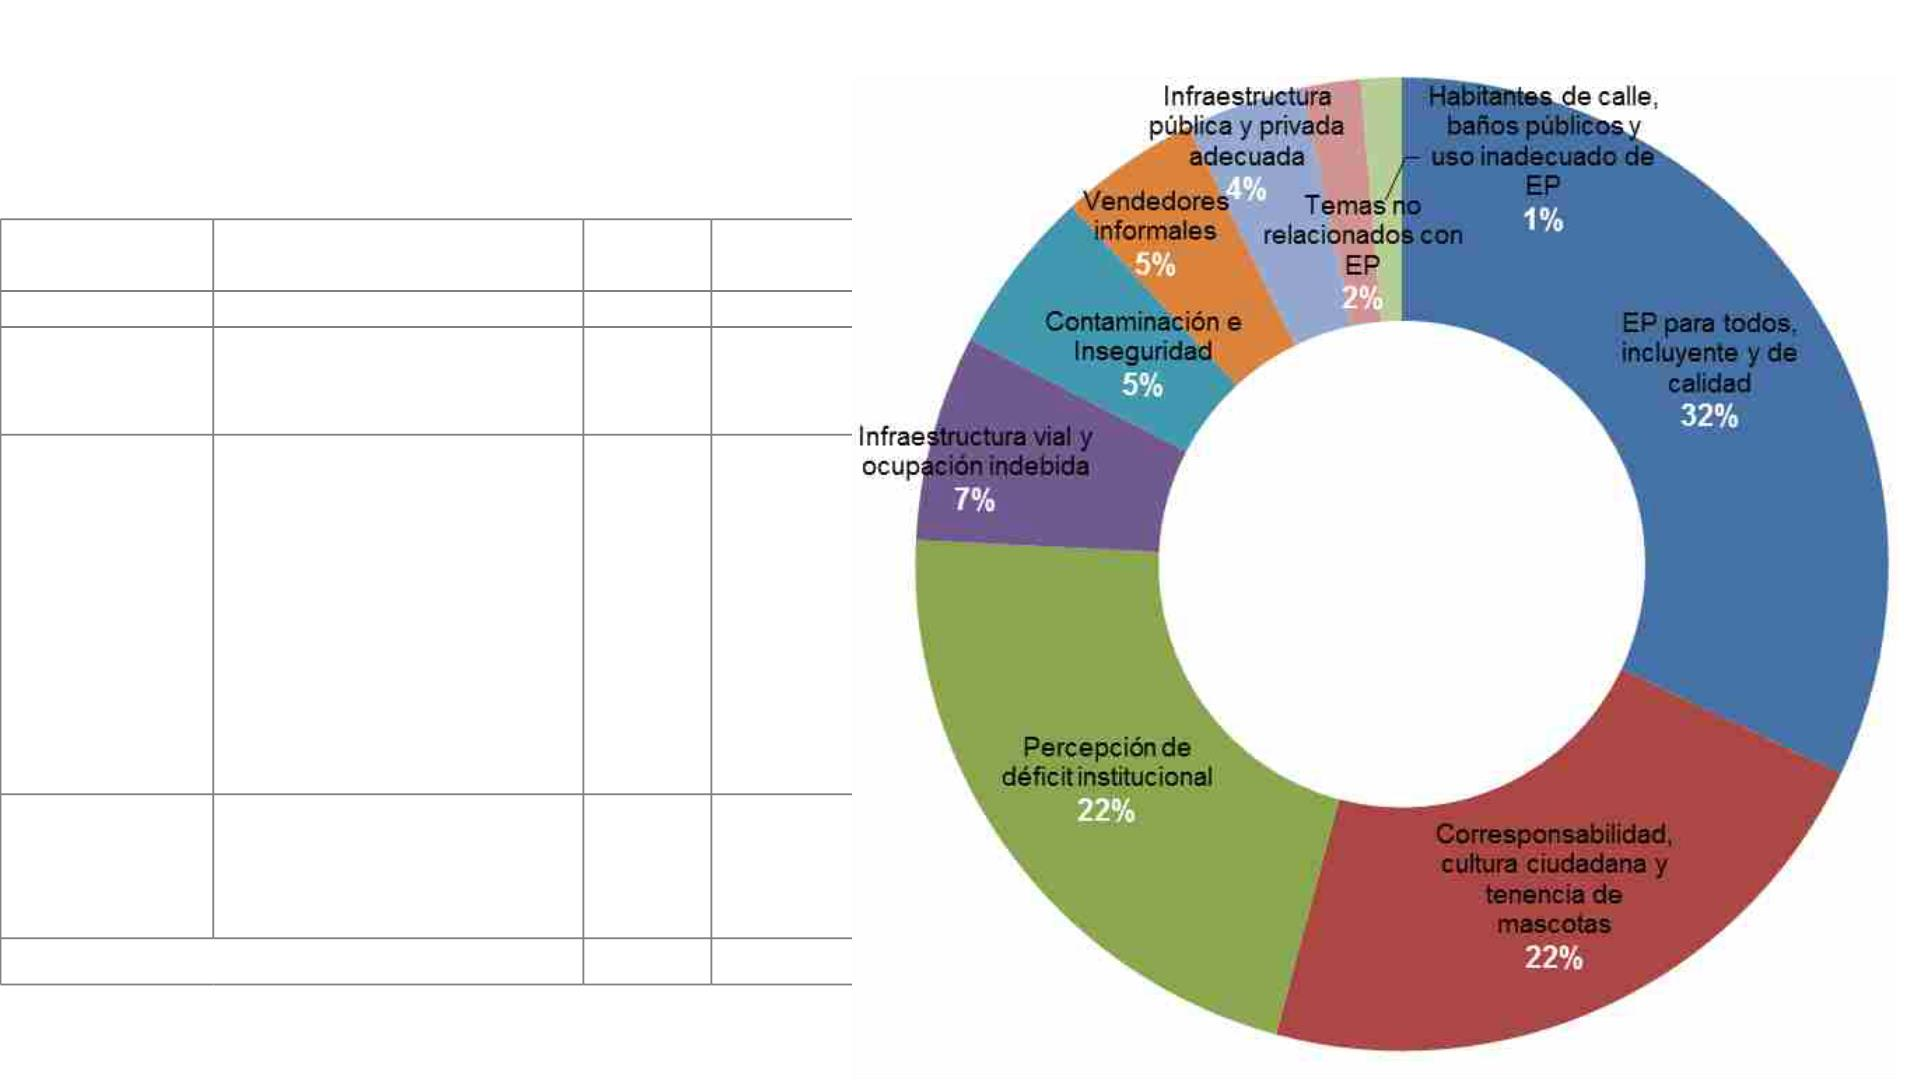 Infraestructura
pública y privada
adecuada
4%
Habitantes de calle,
baños públicos y
uso inadecuado de
EP
1%
Vendedores
informales
5%
Temas no
relacionados con
EP
2%
Contaminación e
Inseguridad
5%
EP para todos,
incluyente y de
calidad
32%
Infraestructura vial y
ocupación indebida
7%
Percepción de
déficit institucional
22%
Corresponsabilidad,
cultura ciudadana y
tenencia de
mascotas
22%